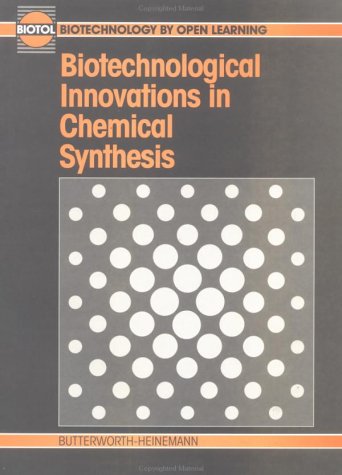 BIOTOL
BIOTECHNOLOGY BY OPEN LEARNING
Biotechnological
Innovations in
Chemical
Synthesis
BUTTERWORTH-HEINEMANN